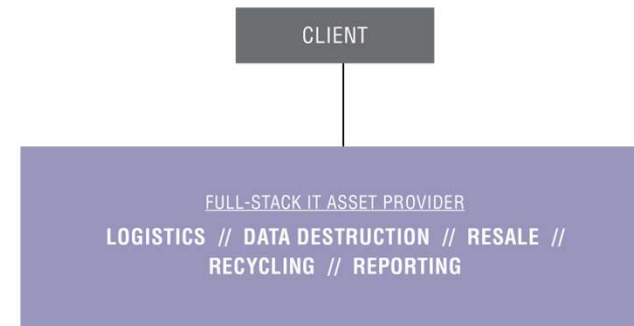 CLIENT
FULL-STACK IT ASSET PROVIDER
LOGISTICS // DATA DESTRUCTION // RESALE //
RECYCLING // REPORTING